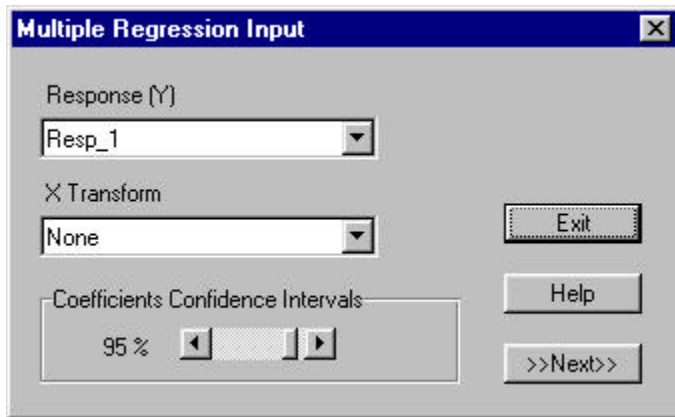 Multiple Regression Input
Response (Y)
Resp_1
X Transform
None
Exit
Coefficients Confidence Intervals
Help
95 %
>>Next>>